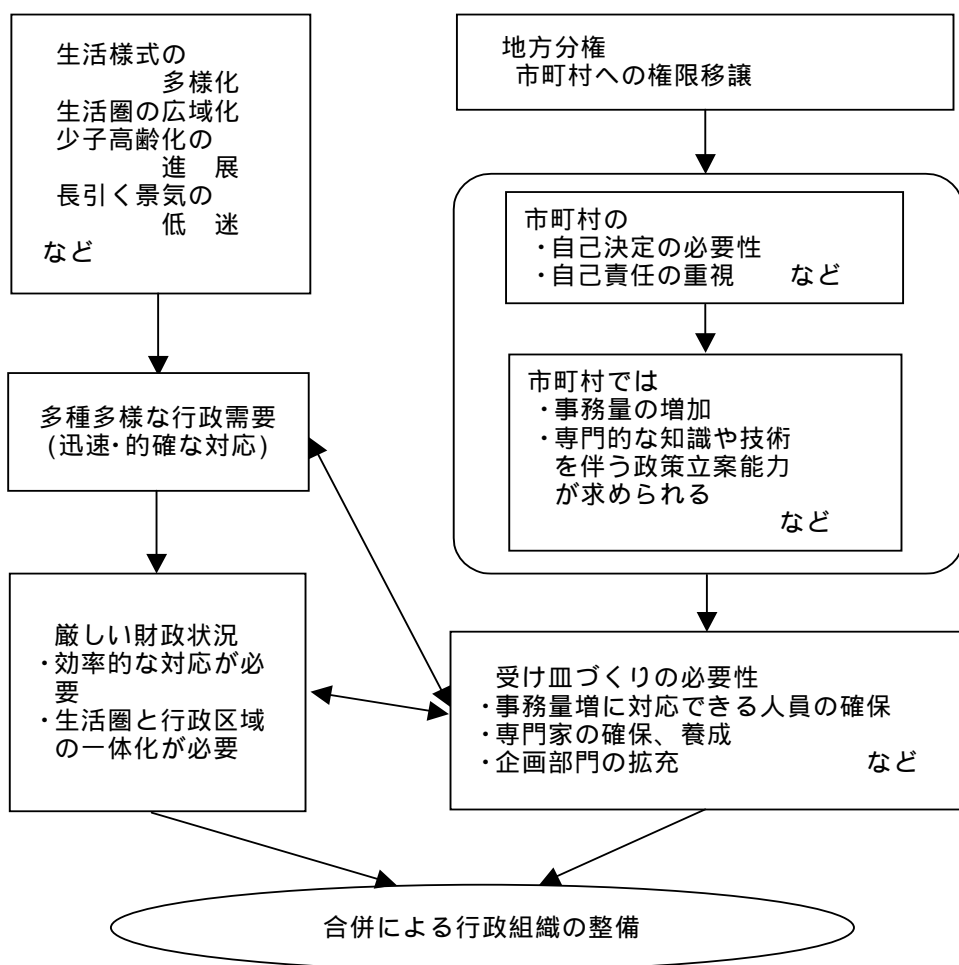 生活様式の
多様化
生活圏の広域化
少子高齢化の
進　展
長引く景気の
低　迷
など
多種多様な行政需要
(迅速・的確な対応)
厳しい財政状況
・効率的な対応が必
要
・生活圏と行政区域
の一体化が必要
地方分権
市町村への権限移譲
市町村の
・自己決定の必要性
・自己責任の重視　　など
市町村では
・事務量の増加
・専門的な知識や技術
を伴う政策立案能力
が求められる
など
受け皿づくりの必要性
・事務量増に対応できる人員の確保
・専門家の確保、養成
・企画部門の拡充　　　　　　　など
合併による行政組織の整備